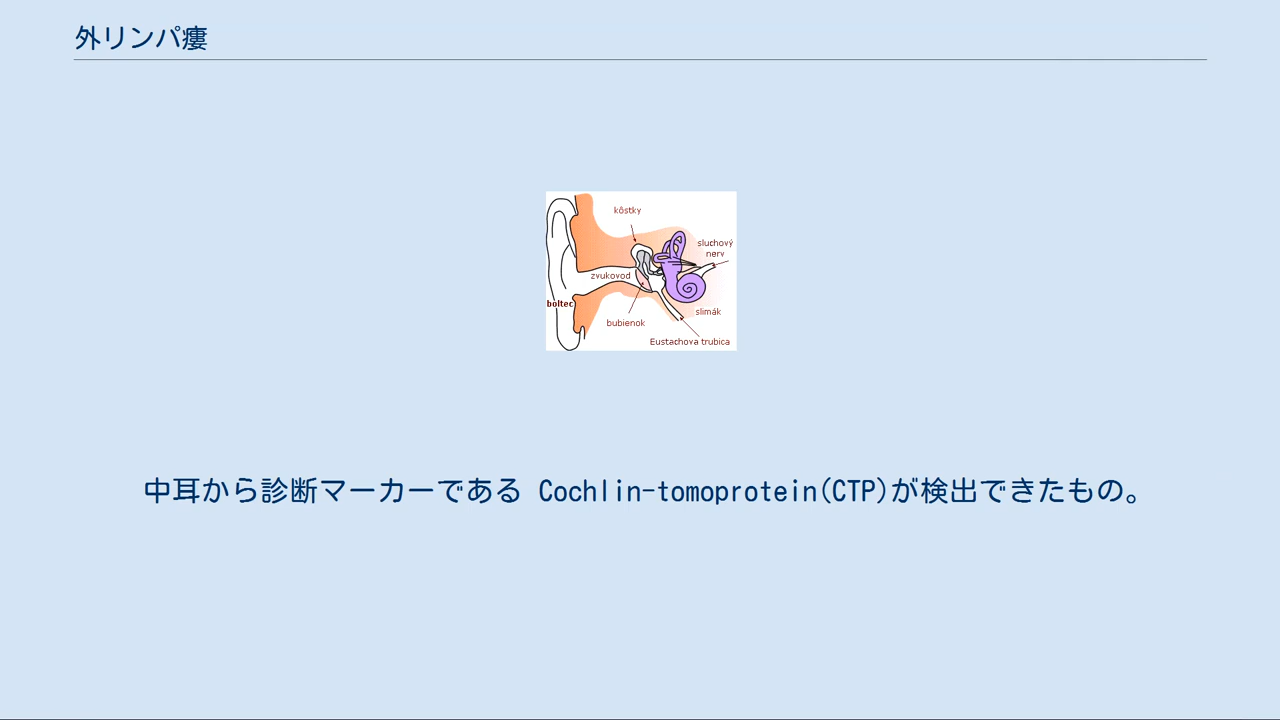 外リンパ瘻
kôstky
sluchový
nerv
zvukovod
boltec
slimák
bubienok
Eustachova trubica
中耳から診断マーカーである Cochlin-tomoprotein(CTP)が検出できたもの。